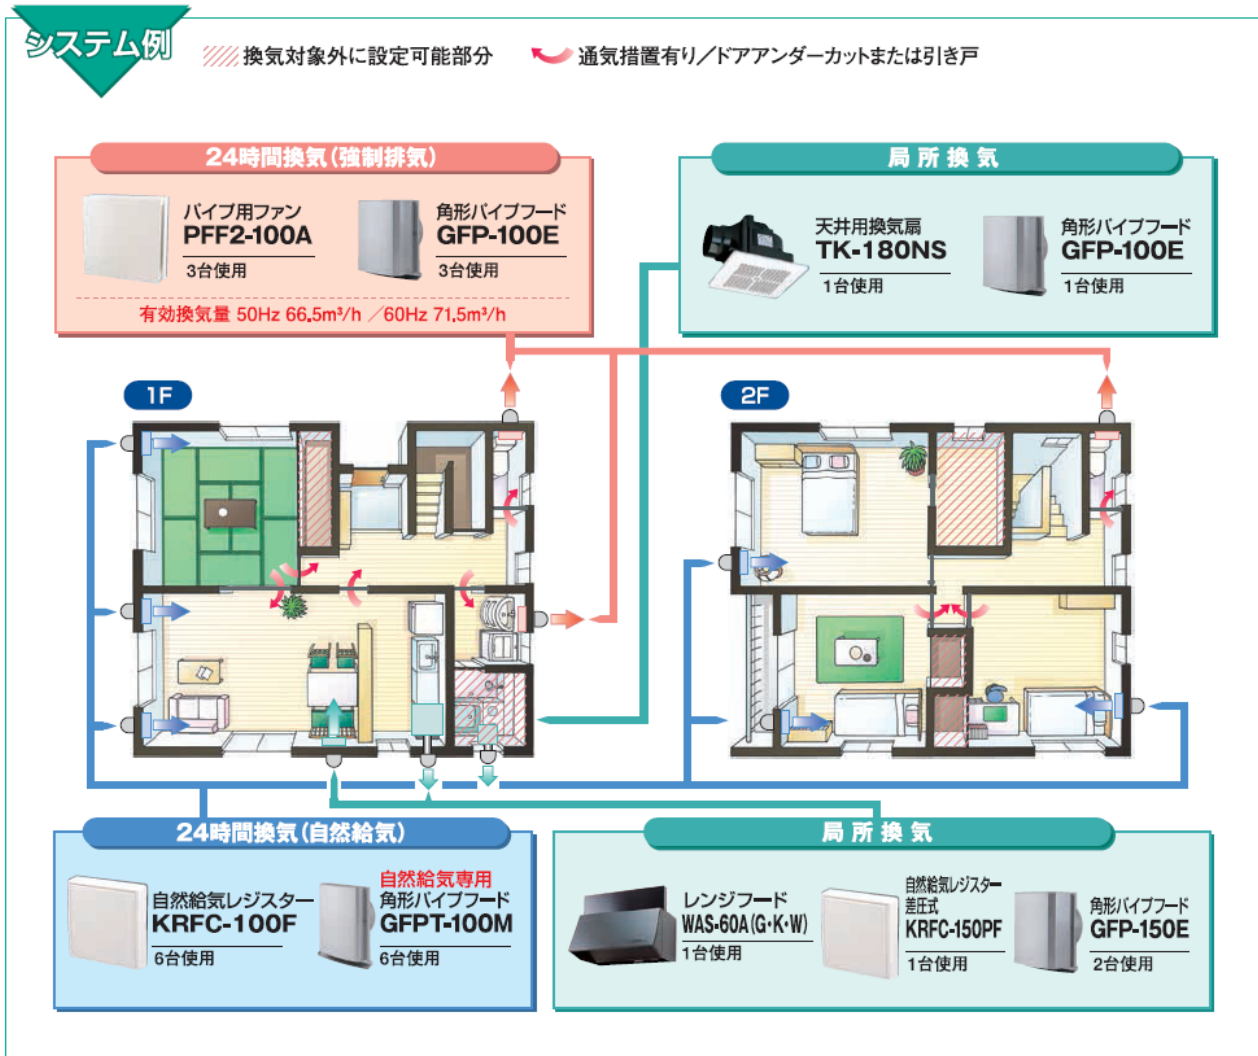 システム例
換気対象外に設定可能部分
通気措置有り／ドアアンダーカットまたは引き戸
24時間換気(強制排気)
パイプ用ファン
PFF2-100A
3台使用
角形パイプフード
GFP-100E
3台使用
有効換気量 50Hz 66.5m³/h ／60Hz 71.5m³/h
局所換気
天井用換気扇
TK-180NS
1台使用
角形パイプフード
GFP-100E
1台使用
1F
2F
24時間換気(自然給気)
自然給気レジスター
KRFC-100F
6台使用
自然給気専用
角形パイプフード
GFPT-100M
6台使用
局所換気
レンジフード
WAS-60A(G・K・W)
1台使用
自然給気レジスター
差圧式
KRFC-150PF
1台使用
角形パイプフード
GFP-150E
2台使用